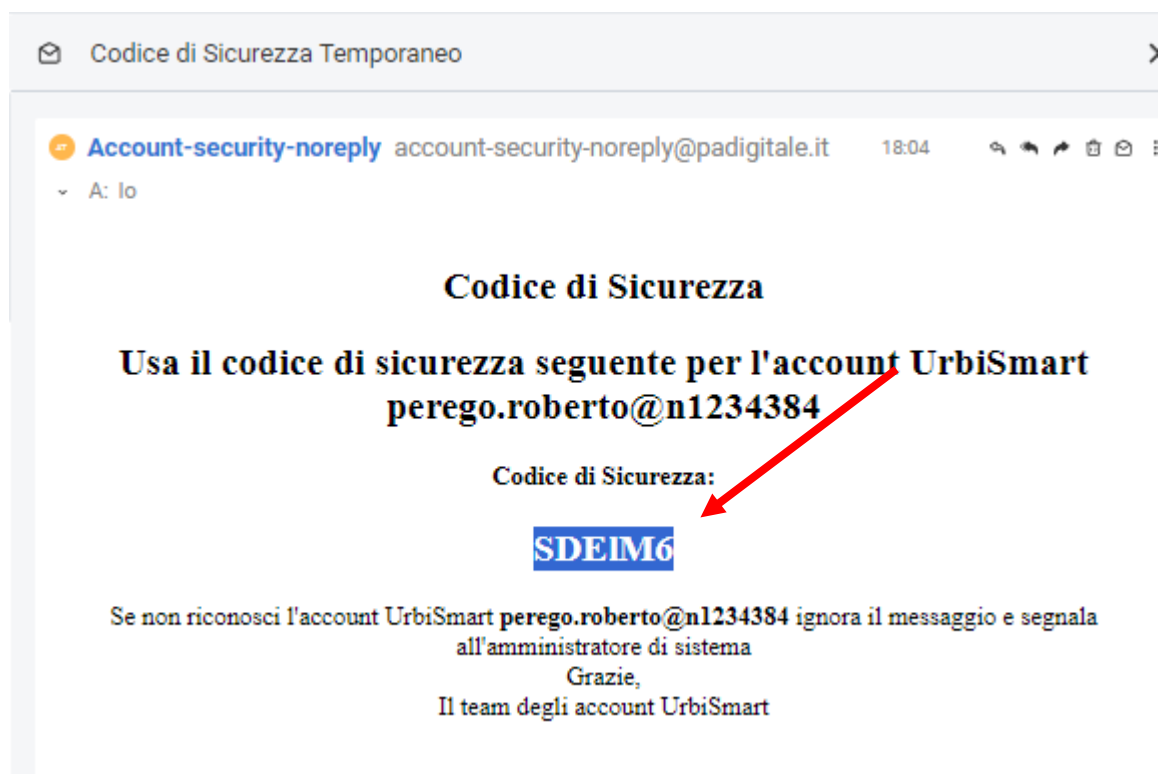 Codice di Sicurezza Temporaneo
Account-security-noreply account-security-noreply@padigitale.it 18:04
A: Io
Codice di Sicurezza
Usa il codice di sicurezza seguente per l'account UrbiSmart
perego.roberto@n1234384
Codice di Sicurezza:
SDElM6
Se non riconosci l'account UrbiSmart perego.roberto@n1234384 ignora il messaggio e segnala
all'amministratore di sistema
Grazie,
Il team degli account UrbiSmart